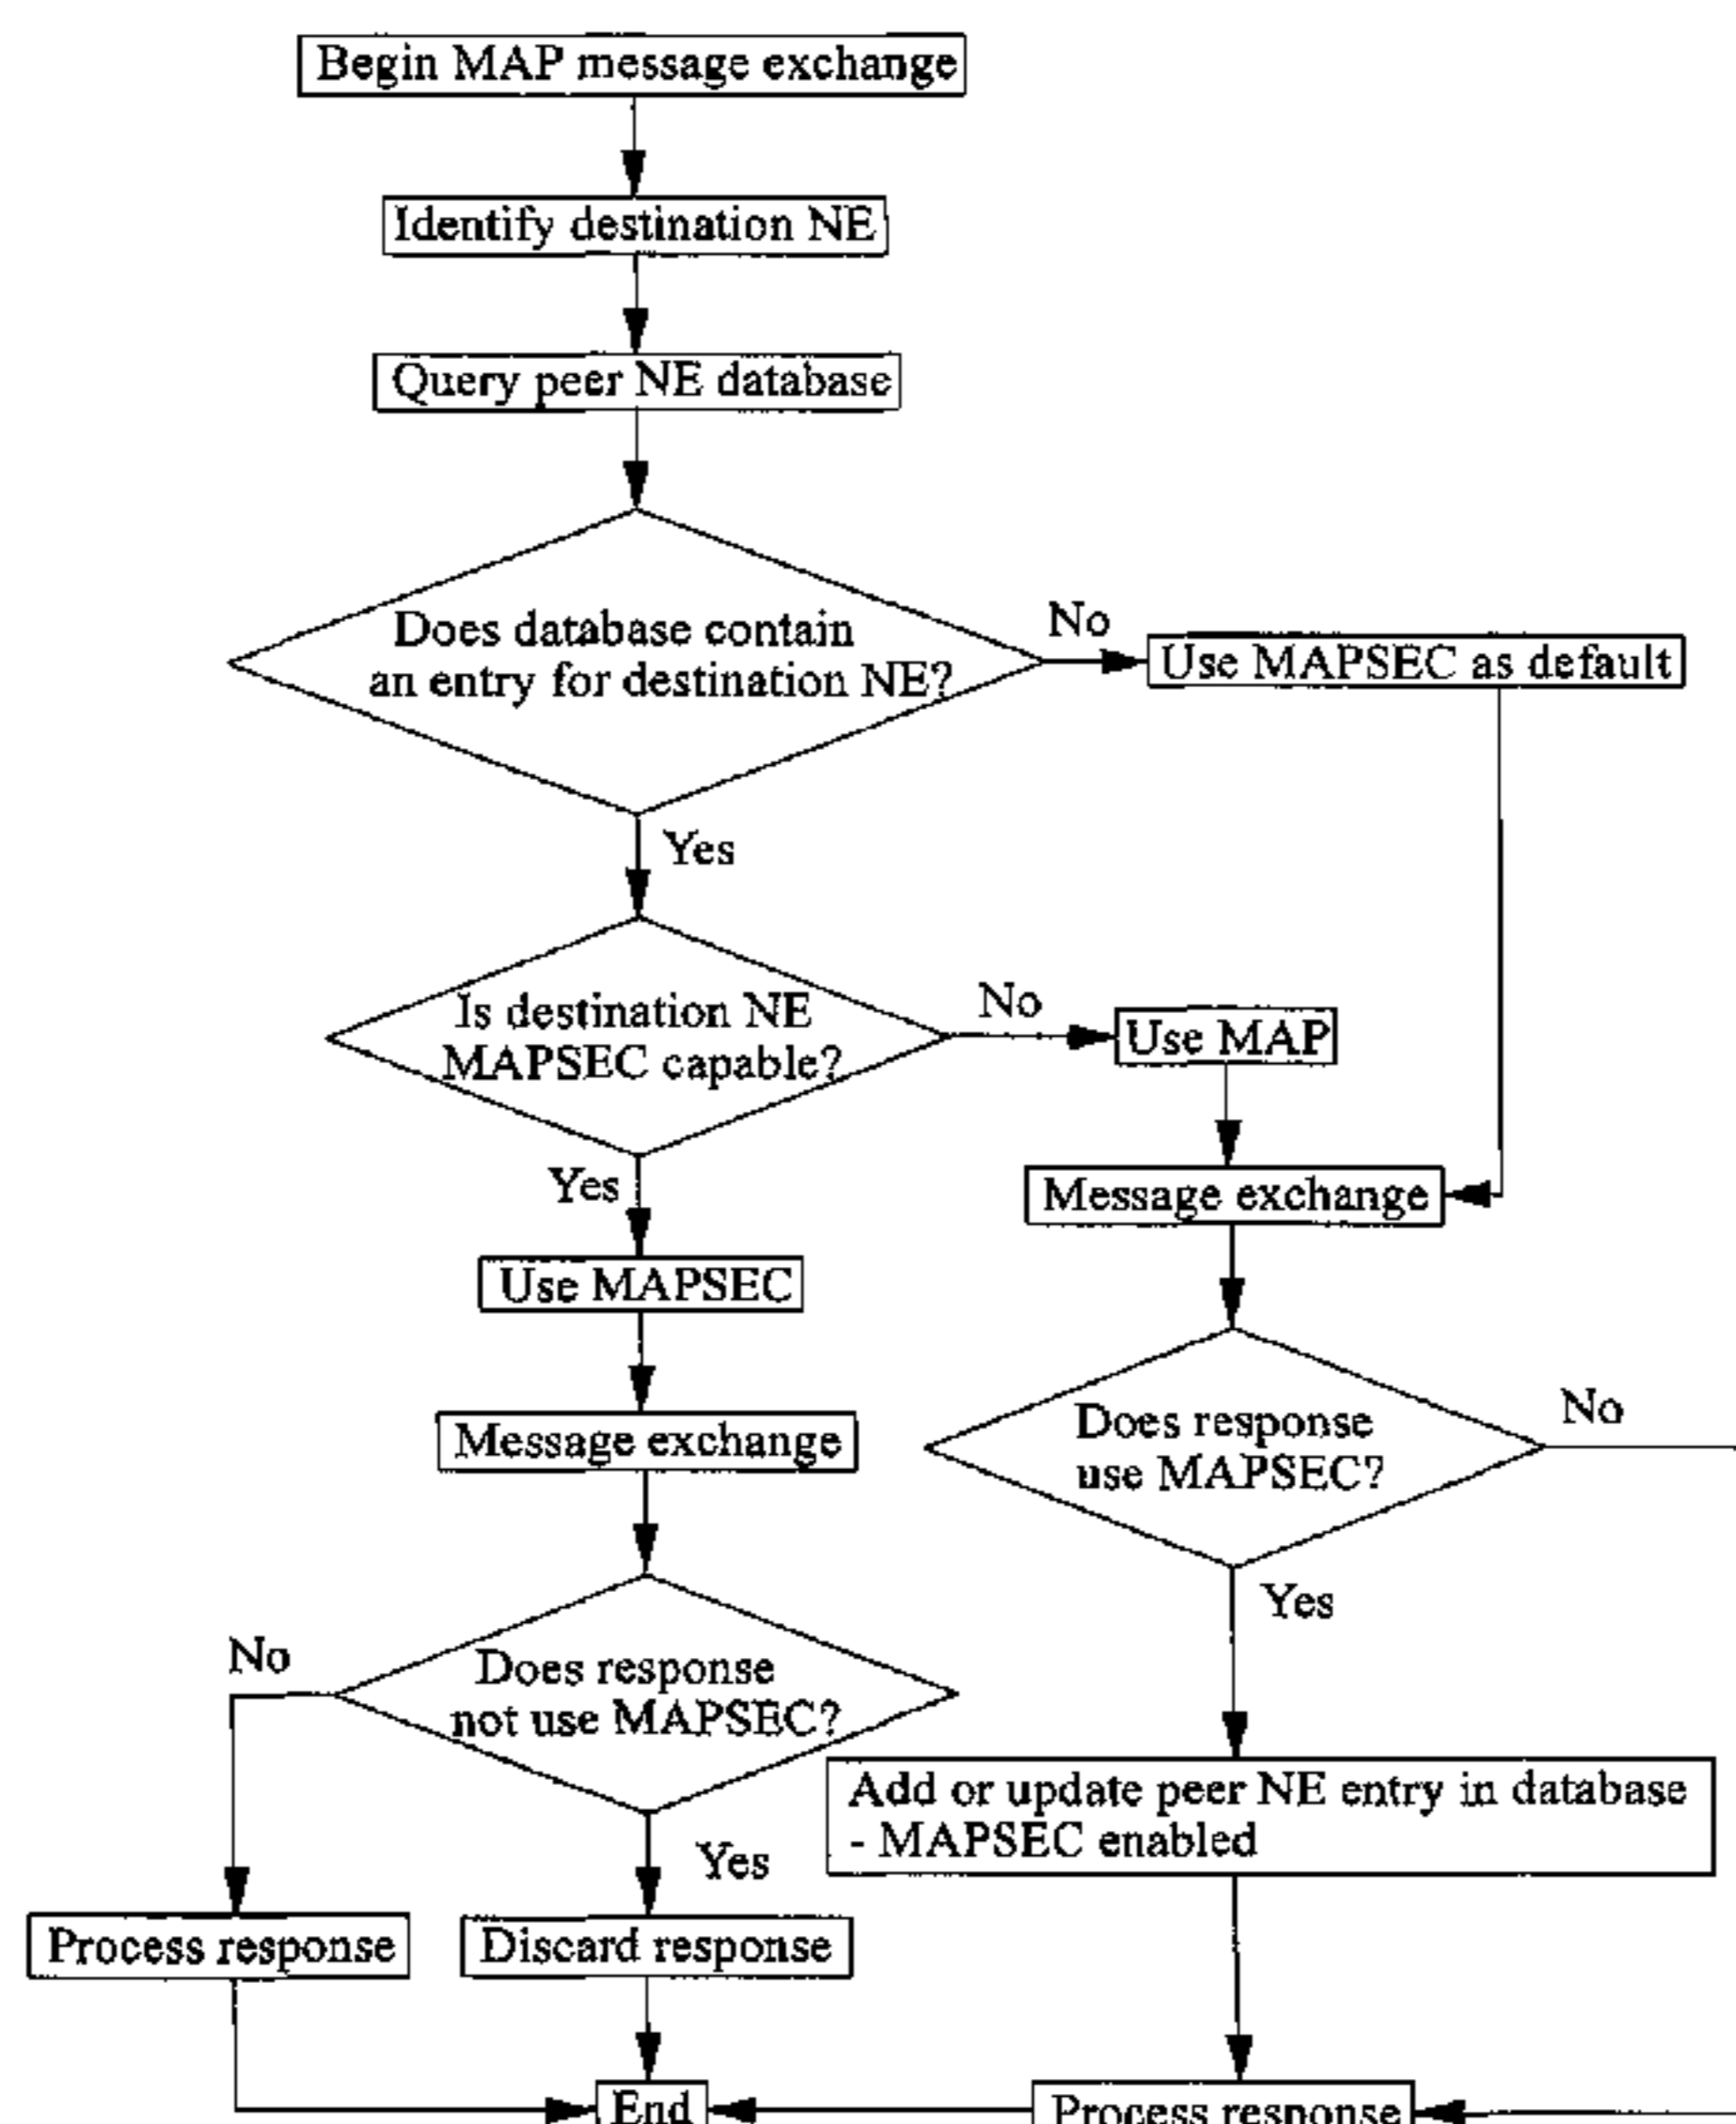 Begin MAP message exchange
Identify destination NE
Query peer NE database
Does database contain
an entry for destination NE?
No
Use MAPSEC as default
Yes
Is destination NE
MAPSEC capable?
No
Use MAP
Yes
Message exchange
Use MAPSEC
Message exchange
Does response
use MAPSEC?
No
Yes
No
Does response
not use MAPSEC?
Add or update peer NE entry in database
- MAPSEC enabled
Yes
Process response
Discard response
End
Process response